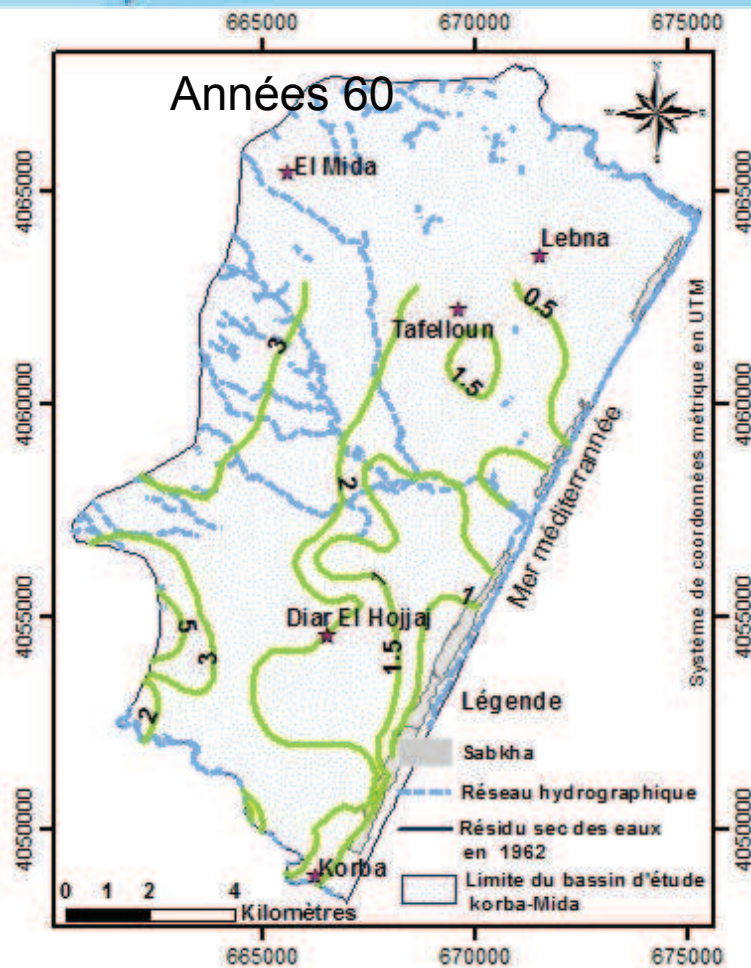 665000
670000
675000
Années 60
4065000
4065000
El Mida
Lebna
0.5
Tafelloun
3
1.5
Système de coordonnées métrique en UTM
4060000
4060000
Mer méditerrannée
2
Diar El Hojjaj
1
4055000
4055000
5
3
1.5
2
Légende
Sabkha
Réseau hydrographique
Résidu sec des eaux
en 1962
Limite du bassin d'étude
korba-Mida
4050000
4050000
Korba
0 1 2 4
Kilomètres
665000
670000
675000